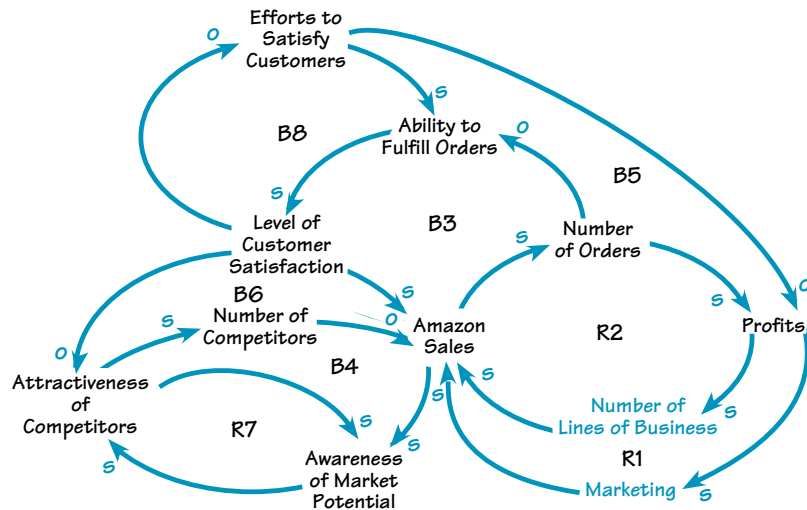 Efforts to
Satisfy
Customers
O
S
B8
Ability to
Fulfill Orders
O
B5
S
Level of
Customer
Satisfaction
B3
S
Number
of Orders
B6
S
S
O
S
Number of
Competitors
O
Amazon
Sales
R2
Profits
O
Attractiveness
of
Competitors
B4
S
S
Number of
Lines of Business
S
R7
S
S
S
Awareness
of Market
Potential
R1
Marketing
S